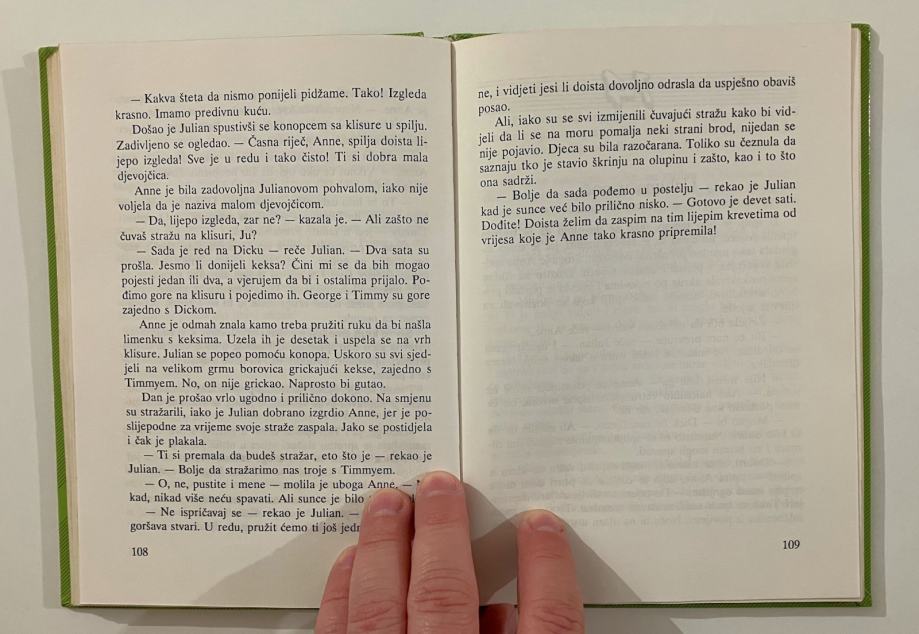 — Kakva šteta da nismo ponijeli pidžame. Tako! Izgleda
krasno. Imamo predivnu kuću.
Došao je Julian spustivši se konopcem sa klisure u spilju.
Zadivljeno se ogledao. — Časna riječ, Anne, spilja doista li-
jepo izgleda! Sve je u redu i tako čisto! Ti si dobra mala
djevojčica.
Anne je bila zadovoljna Julianovom pohvalom, iako nije
voljela da je naziva malom djevojčicom.
— Da, lijepo izgleda, zar ne? — kazala je. — Ali zašto ne
čuvaš stražu na klisuri, Ju?
— Sada je red na Dicku — reče Julian. — Dva sata su
prošla. Jesmo li donijeli keksa? Čini mi se da bih mogao
pojesti jedan ili dva, a vjerujem da bi i ostalima prijalo. Po-
đimo gore na klisuru i pojedimo ih. George i Timmy su gore
zajedno s Dickom.
Anne je odmah znala kamo treba pružiti ruku da bi našla
limenku s keksima. Uzela ih je desetak i uspela se na vrh
klisure. Julian se popeo pomoću konopa. Uskoro su svi sjed-
jeli na velikom grmu borovica grickajući kekse, zajedno s
Timmyem. No, on nije grickao. Naprosto bi gutao.
Dan je prošao vrlo ugodno i prilično dokono. Na smjenu
su stražarili, iako je Julian dobrano izgrdio Anne, jer je po-
slijepodne za vrijeme svoje straže zaspala. Jako se postidjela
i čak je plakala.
— Ti si premala da budeš stražar, eto što je — rekao je
Julian. — Bolje da stražarimo nas troje s Timmyem.
— O, ne, pustite i mene — molila je uboga Anne. —
kad, nikad više neću spavati. Ali sunce je bilo
— Ne ispričavaj se — rekao je Julian. —
goršava stvari. U redu, pružit ćemo ti još
108
ne, i vidjeti jesi li doista dovoljno odrasla da uspješno obaviš
posao.
Ali, iako su se svi izmijenili čuvajući stražu kako bi vid-
jeli da li se na moru pomalja neki strani brod, nijedan se
nije pojavio. Djeca su bila razočarana. Toliko su čeznula da
saznaju tko je stavio škrinju na olupinu i zašto, kao i to što
ona sadrži.
— Bolje da sada pođemo u postelju — rekao je Julian
kad je sunce već bilo prilično nisko. — Gotovo je devet sati.
Dođite! Doista želim da zaspim na tim lijepim krevetima od
vrijesa koje je Anne tako krasno pripremila!
109